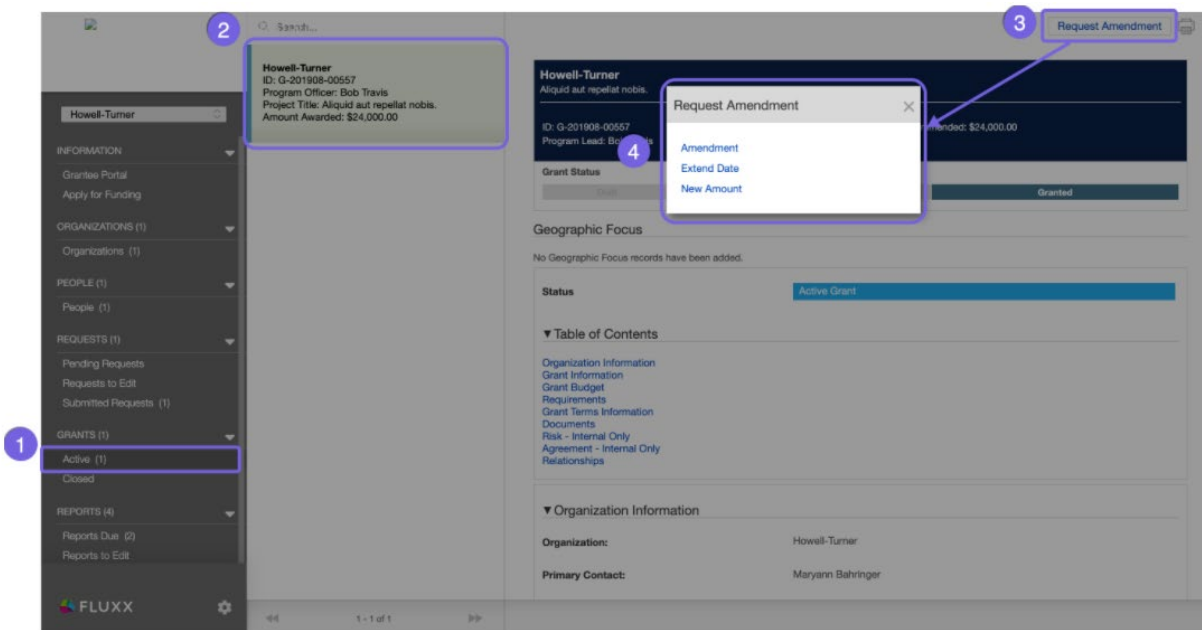 1
2
3
4
Search...
Request Amendment
Howell-Turner
ID: G-201908-00557
Program Officer: Bob Travis
Project Title: Aliquid aut repellat nobis.
Amount Awarded: $24,000.00
Howell-Turner
INFORMATION
Grantee Portal
Apply for Funding
ORGANIZATIONS (1)
Organizations (1)
PEOPLE (1)
People (1)
REQUESTS (1)
Pending Requests
Requests to Edit
Submitted Requests (1)
GRANTS (1)
Active (1)
Closed
REPORTS (4)
Reports Due (2)
Reports to Edit
FLUXX
1 - 1 of 1
Howell-Turner
Aliquid aut repellat nobis.
ID: G-201908-00557
$24,000.00
Program Lead:
Grant Status
Draft
Granted
Request Amendment
Amendment
Extend Date
New Amount
Geographic Focus
No Geographic Focus records have been added.
Status
Active Grant
Table of Contents
Organization Information
Grant Information
Grant Budget
Requirements
Grant Terms Information
Documents
Risk - Internal Only
Agreement - Internal Only
Relationships
Organization Information
Organization:
Howell-Turner
Primary Contact:
Maryann Bahringer